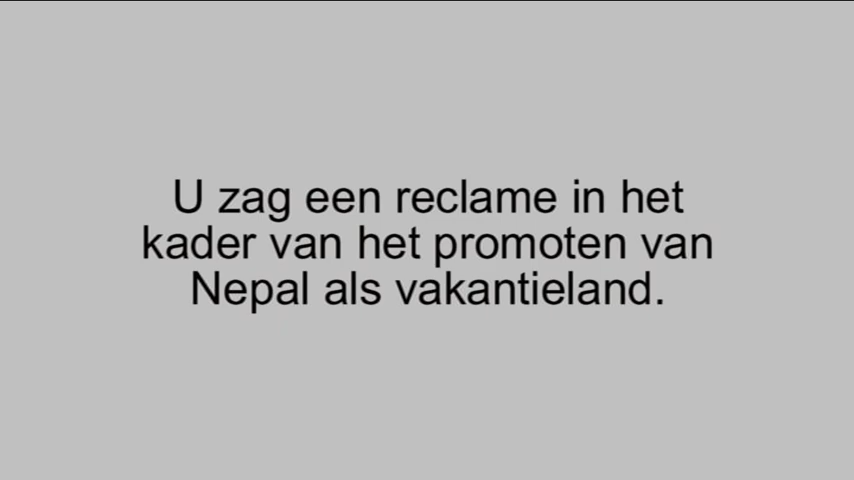 U zag een reclame in het
kader van het promoten van
Nepal als vakantieland.